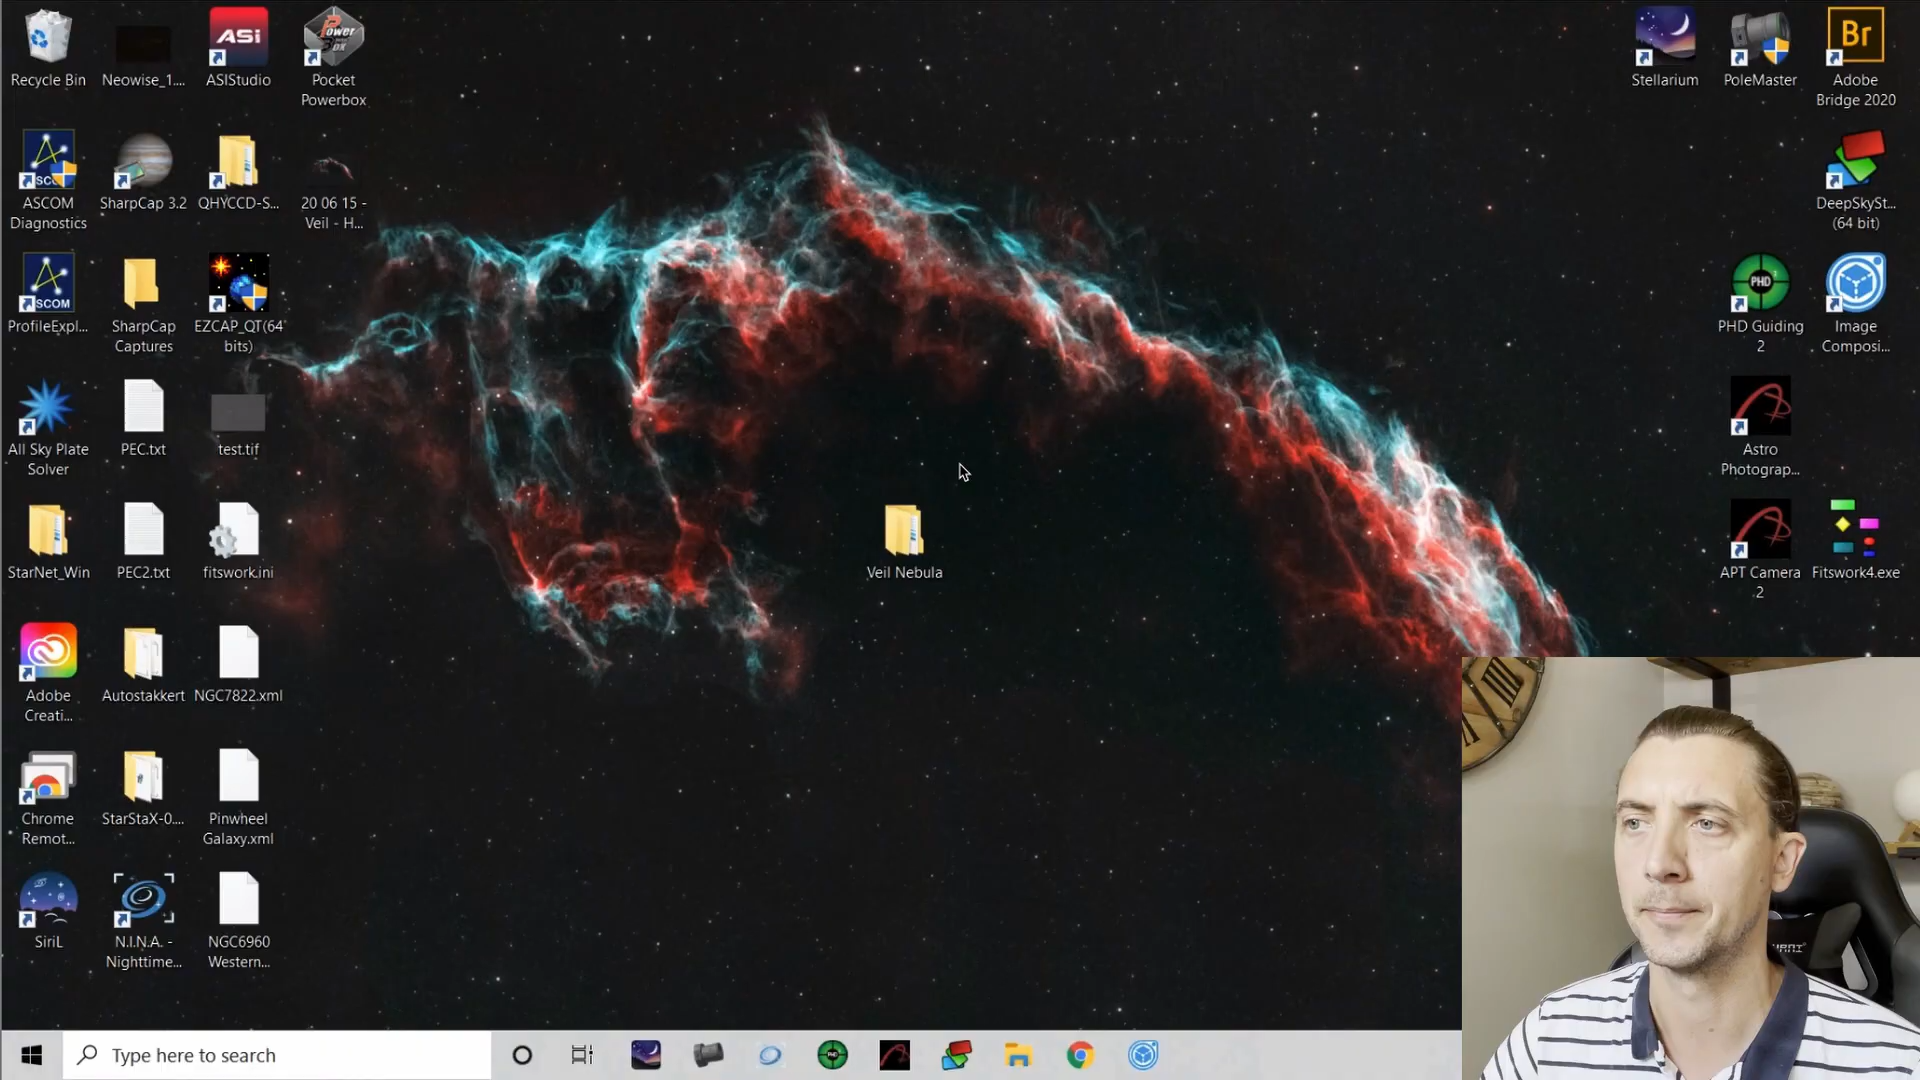 Recycle Bin
Neowise_1....
ASI
ASIStudio
Power
Box
Pocket
Powerbox
Stellarium
PoleMaster
Br
Adobe
Bridge 2020
ASCOM
Diagnostics
SharpCap 3.2
QHYCCD-S...
20 06 15 -
Veil - H...
DeepSkySt...
(64 bit)
ASCOM
ProfileExpl...
SharpCap
Captures
EZCAP_QT(64
bits)
PHD
PHD Guiding
2
Image
Composi...
All Sky Plate
Solver
PEC.txt
test.tif
Astro
Photograp...
StarNet_Win
PEC2.txt
fitswork.ini
Veil Nebula
APT Camera
2
Fitswork4.exe
Adobe
Creati...
Autostakkert
NGC7822.xml
Chrome
Remot...
StarStaX-0....
Pinwheel
Galaxy.xml
SiriL
N.I.N.A. -
Nighttime...
NGC6960
Western...
Type here to search